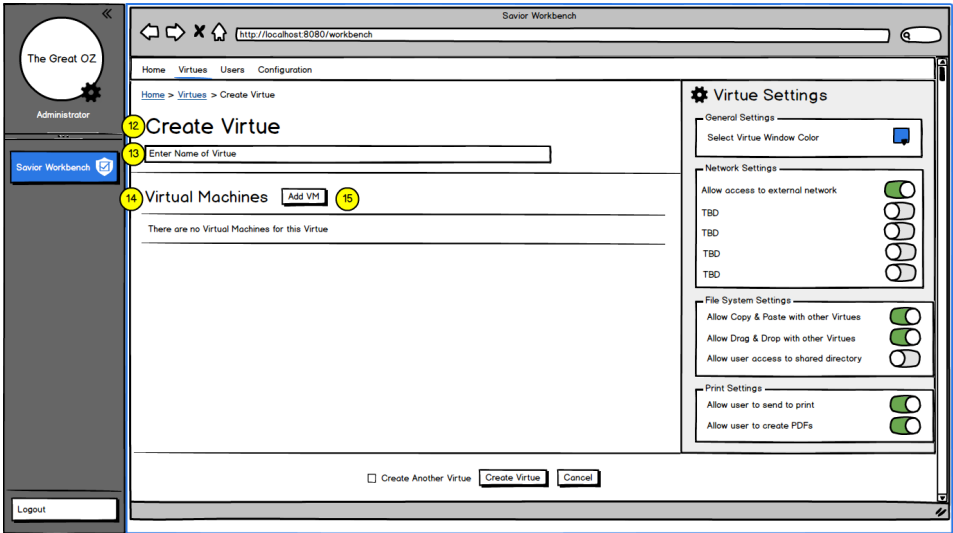 The Great OZ
Administrator
Savior Workbench
Logout
Savior Workbench
http://localhost:8080/workbench
Home Virtues Users Configuration
Home > Virtues > Create Virtue
12 Create Virtue
13 Enter Name of Virtue
14 Virtual Machines Add VM 15
There are no Virtual Machines for this Virtue
Create Another Virtue Create Virtue Cancel
Virtue Settings
General Settings
Select Virtue Window Color
Network Settings
Allow access to external network
TBD
TBD
TBD
TBD
File System Settings
Allow Copy & Paste with other Virtues
Allow Drag & Drop with other Virtues
Allow user access to shared directory
Print Settings
Allow user to send to print
Allow user to create PDFs